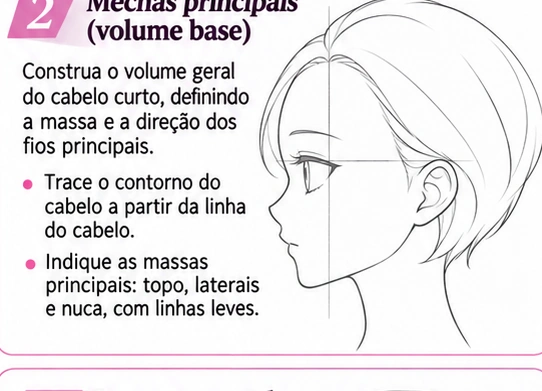 2 Mechas principais
(volume base)
Construa o volume geral
do cabelo curto, definindo
a massa e a direção dos
fios principais.
Trace o contorno do
cabelo a partir da linha
do cabelo.
Indique as massas
principais: topo, laterais
e nuca, com linhas leves.